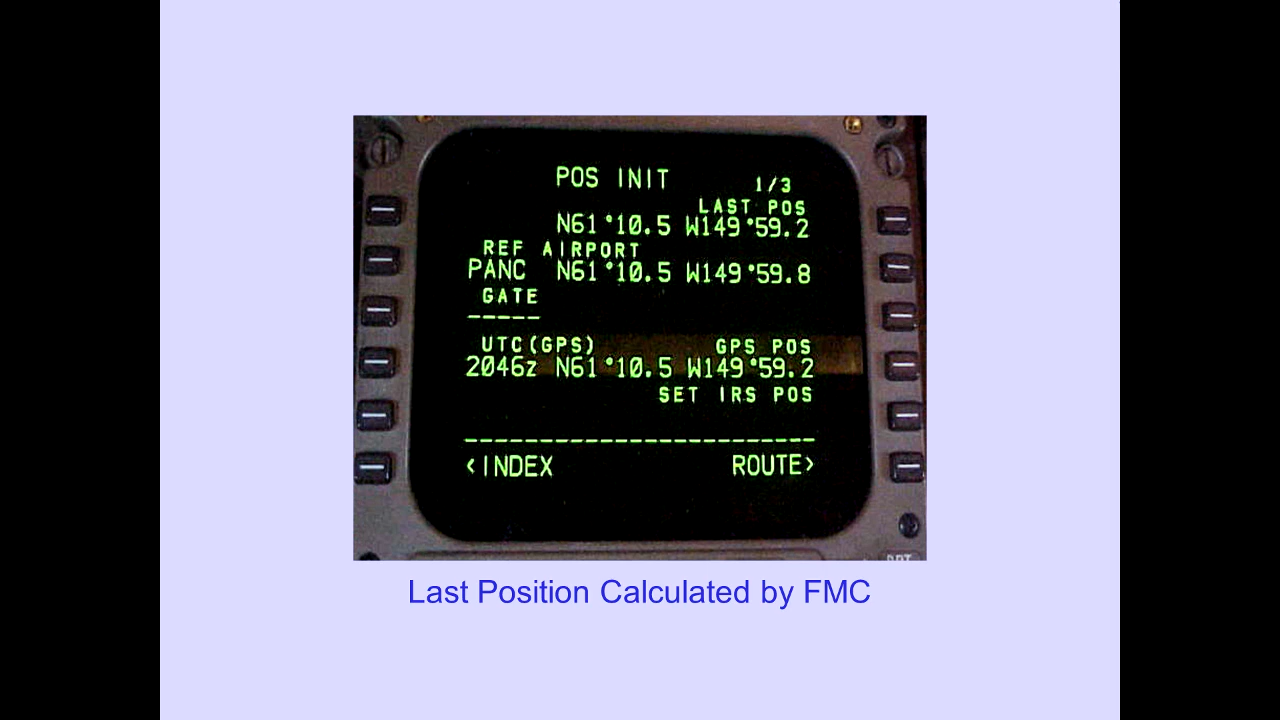 POS INIT 1/3
LAST POS
N61°10.5 W149°59.2
REF AIRPORT
PANC N61°10.5 W149°59.8
GATE
-----
UTC(GPS) GPS POS
2046z N61°10.5 W149°59.2
SET IRS POS
------------------------
<INDEX ROUTE>
Last Position Calculated by FMC